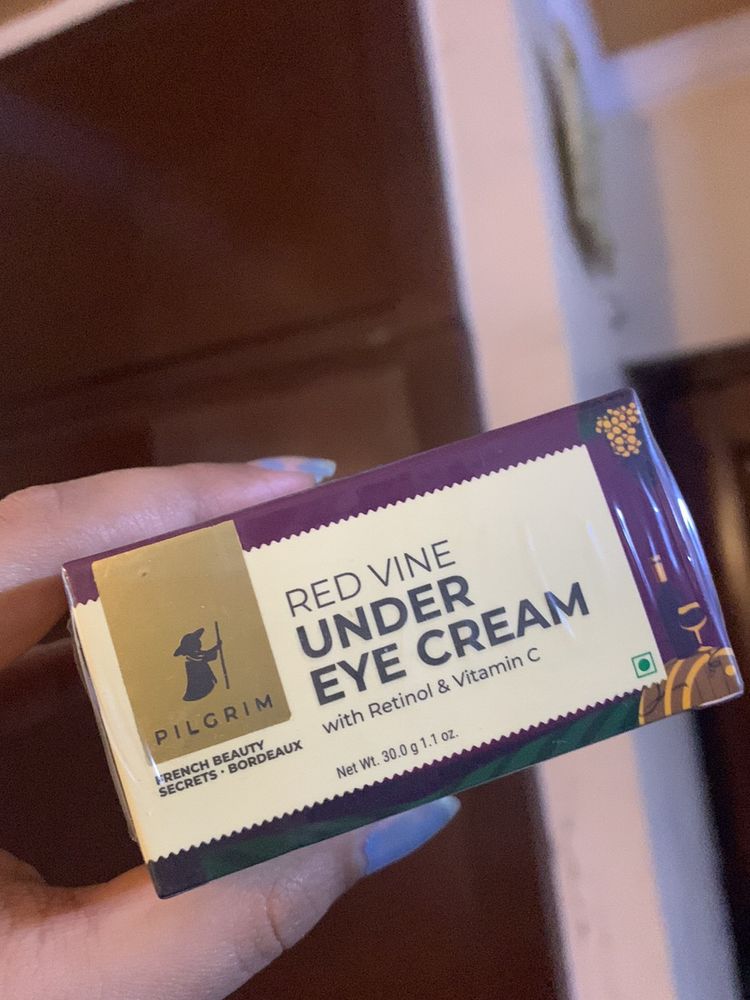 PILGRIM
FRENCH BEAUTY
SECRETS · BORDEAUX
RED VINE
UNDER
EYE CREAM
with Retinol & Vitamin C
Net Wt. 30.0 g 1.1 oz.